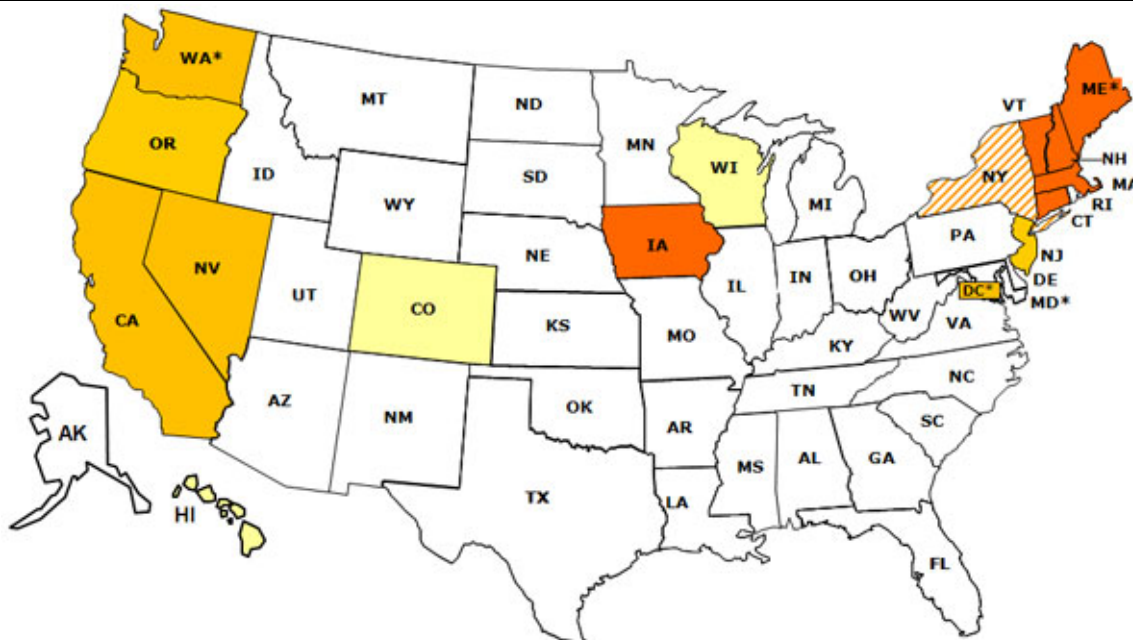 WA*
MT
ND
MN
VT
ME*
OR
ID
SD
WI
NY
NH
MA
WY
MI
RI
CT
IA
PA
NV
NE
NJ
UT
IL
IN
OH
DE
DC*
MD*
CA
CO
WV
VA
KS
MO
KY
NC
TN
AZ
NM
OK
AR
SC
AK
MS
AL
GA
TX
LA
HI
FL